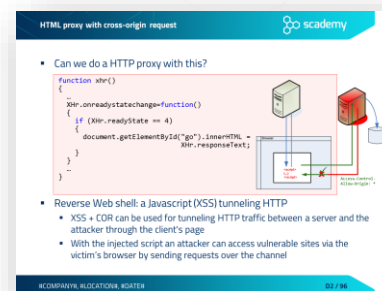 HTML proxy with cross-origin request
scademy
Can we do a HTTP proxy with this?
function xhr()
{
…
XHr.onreadystatechange=function()
{
if (XHr.readyState == 4)
{
document.getElementById("go").innerHTML =
XHr.responseText;
}
}
…
}
Access-Control-
Allow-Origin: *
Reverse Web shell: a Javascript (XSS) tunneling HTTP
XSS + COR can be used for tunneling HTTP traffic between a server and the
attacker through the client's page
With the injected script an attacker can access vulnerable sites via the
victim's browser by sending requests over the channel
#COMPANY#, #LOCATION#, #DATE#
D2 / 96